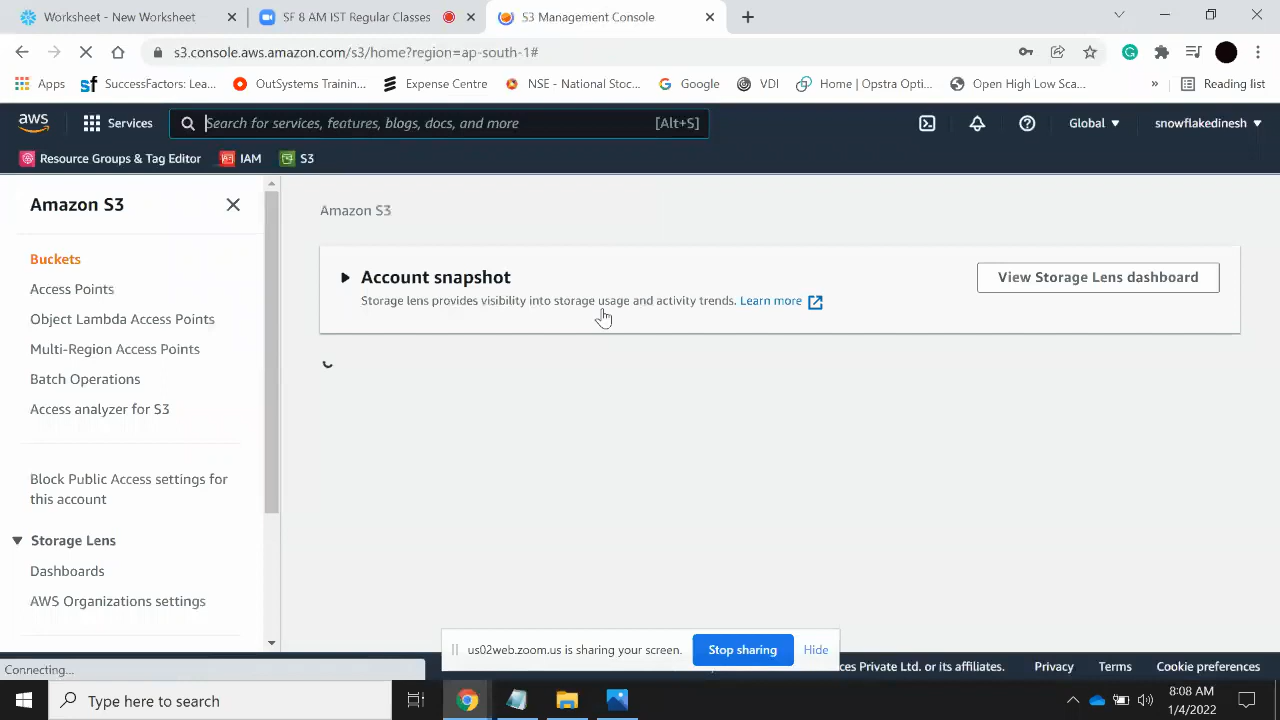 Worksheet - New Worksheet
SF 8 AM IST Regular Classes
S3 Management Console
s3.console.aws.amazon.com/s3/home?region=ap-south-1#
Apps
SuccessFactors: Lea...
OutSystems Training...
Expense Centre
NSE - National Stoc...
Google
VDI
Home | Opstra Opti...
Open High Low Sca...
»
Reading list
aws
Services
Search for services, features, blogs, docs, and more
[Alt+S]
Global
snowflakedinesh
Resource Groups & Tag Editor
IAM
S3
Amazon S3
Buckets
Access Points
Object Lambda Access Points
Multi-Region Access Points
Batch Operations
Access analyzer for S3
Block Public Access settings for
this account
Storage Lens
Dashboards
AWS Organizations settings
Amazon S3
Account snapshot
View Storage Lens dashboard
Storage lens provides visibility into storage usage and activity trends. Learn more
us02web.zoom.us is sharing your screen.
Stop sharing
Hide
Connecting...
ces Private Ltd. or its affiliates.
Privacy
Terms
Cookie preferences
Type here to search
8:08 AM
1/4/2022